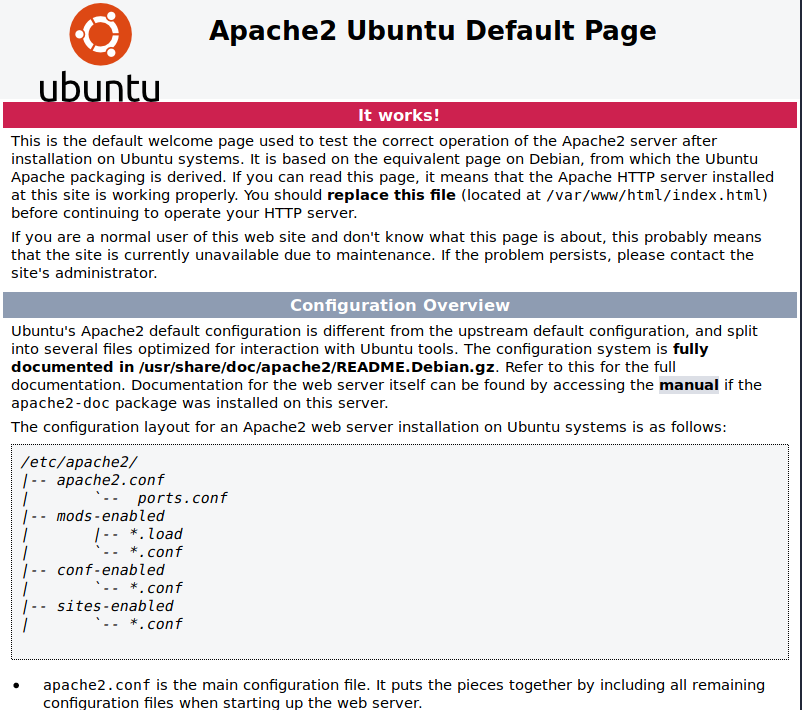 Apache2 Ubuntu Default Page
ubuntu
It works!
This is the default welcome page used to test the correct operation of the Apache2 server after
installation on Ubuntu systems. It is based on the equivalent page on Debian, from which the Ubuntu
Apache packaging is derived. If you can read this page, it means that the Apache HTTP server installed
at this site is working properly. You should replace this file (located at /var/www/html/index.html)
before continuing to operate your HTTP server.
If you are a normal user of this web site and don't know what this page is about, this probably means
that the site is currently unavailable due to maintenance. If the problem persists, please contact the
site's administrator.
Configuration Overview
Ubuntu's Apache2 default configuration is different from the upstream default configuration, and split
into several files optimized for interaction with Ubuntu tools. The configuration system is fully
documented in /usr/share/doc/apache2/README.Debian.gz. Refer to this for the full
documentation. Documentation for the web server itself can be found by accessing the manual if the
apache2-doc package was installed on this server.
The configuration layout for an Apache2 web server installation on Ubuntu systems is as follows:
/etc/apache2/
|-- apache2.conf
|       `--  ports.conf
|-- mods-enabled
|       |-- *.load
|       `-- *.conf
|-- conf-enabled
|       `-- *.conf
|-- sites-enabled
|       `-- *.conf
• apache2.conf is the main configuration file. It puts the pieces together by including all remaining
configuration files when starting up the web server.